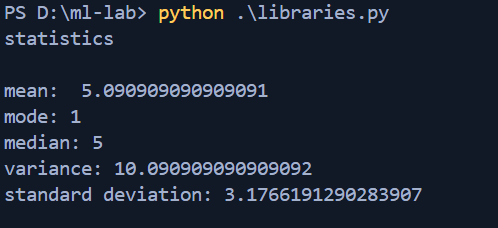 PS D:\ml-lab> python .\libraries.py
statistics
mean:  5.090909090909091
mode: 1
median: 5
variance: 10.090909090909092
standard deviation: 3.1766191290283907